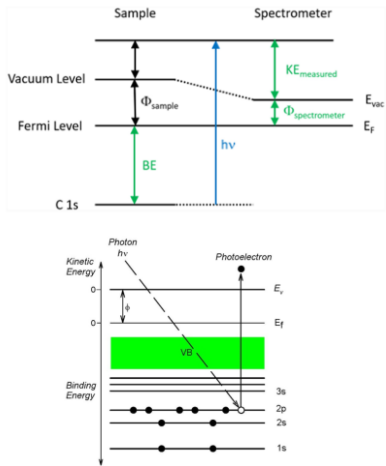 Sample Spectrometer
KEmeasured
Vacuum Level
Φsample
Evac
Φspectrometer
Fermi Level
EF
hν
BE
C 1s
Photon
hν
Kinetic
Energy
Photoelectron
0
Ev
ϕ
0
Ef
VB
Binding
Energy
3s
2p
2s
1s